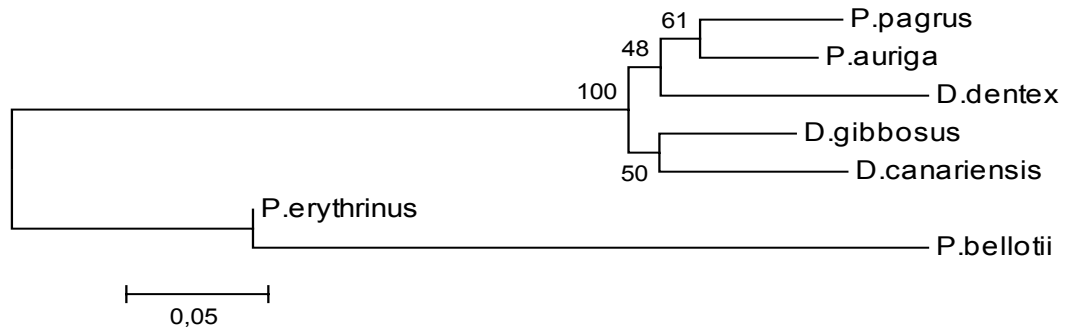 61
P.pagrus
48
P.auriga
100
D.dentex
D.gibbosus
50
D.canariensis
P.erythrinus
P.bellotii
0,05